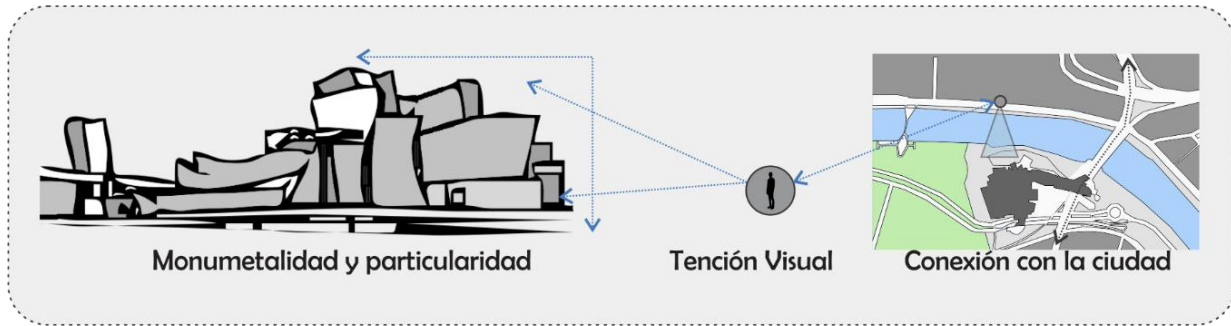 Monumetalidad y particularidad
Tención Visual
Conexión con la ciudad